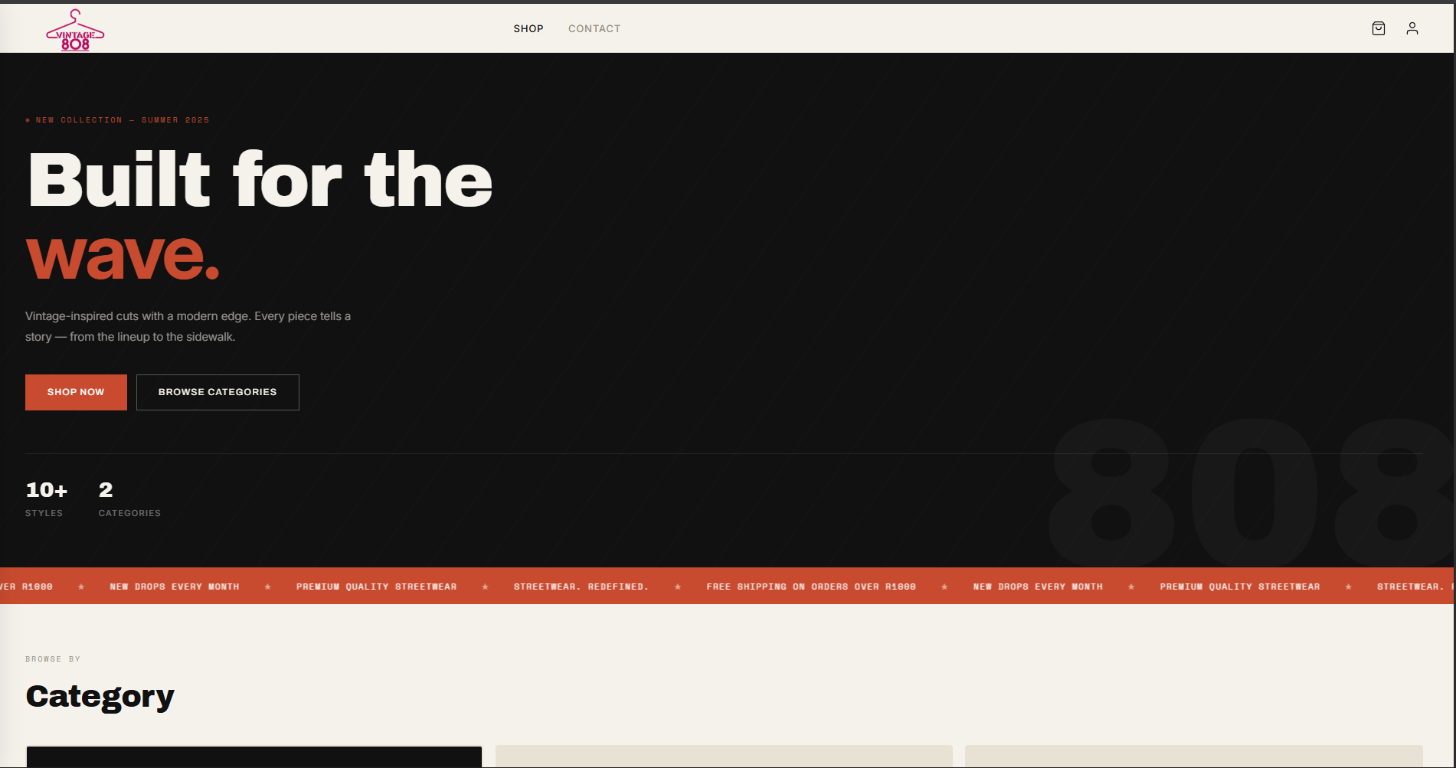 VINTAGE
808
SHOP
CONTACT
NEW COLLECTION — SUMMER 2025
Built for the
wave.
Vintage-inspired cuts with a modern edge. Every piece tells a
story — from the lineup to the sidewalk.
SHOP NOW
BROWSE CATEGORIES
808
10+
STYLES
2
CATEGORIES
VER R1000 ★ NEW DROPS EVERY MONTH ★ PREMIUM QUALITY STREETWEAR ★ STREETWEAR. REDEFINED. ★ FREE SHIPPING ON ORDERS OVER R1000 ★ NEW DROPS EVERY MONTH ★ PREMIUM QUALITY STREETWEAR ★ STREETWEAR.
BROWSE BY
Category